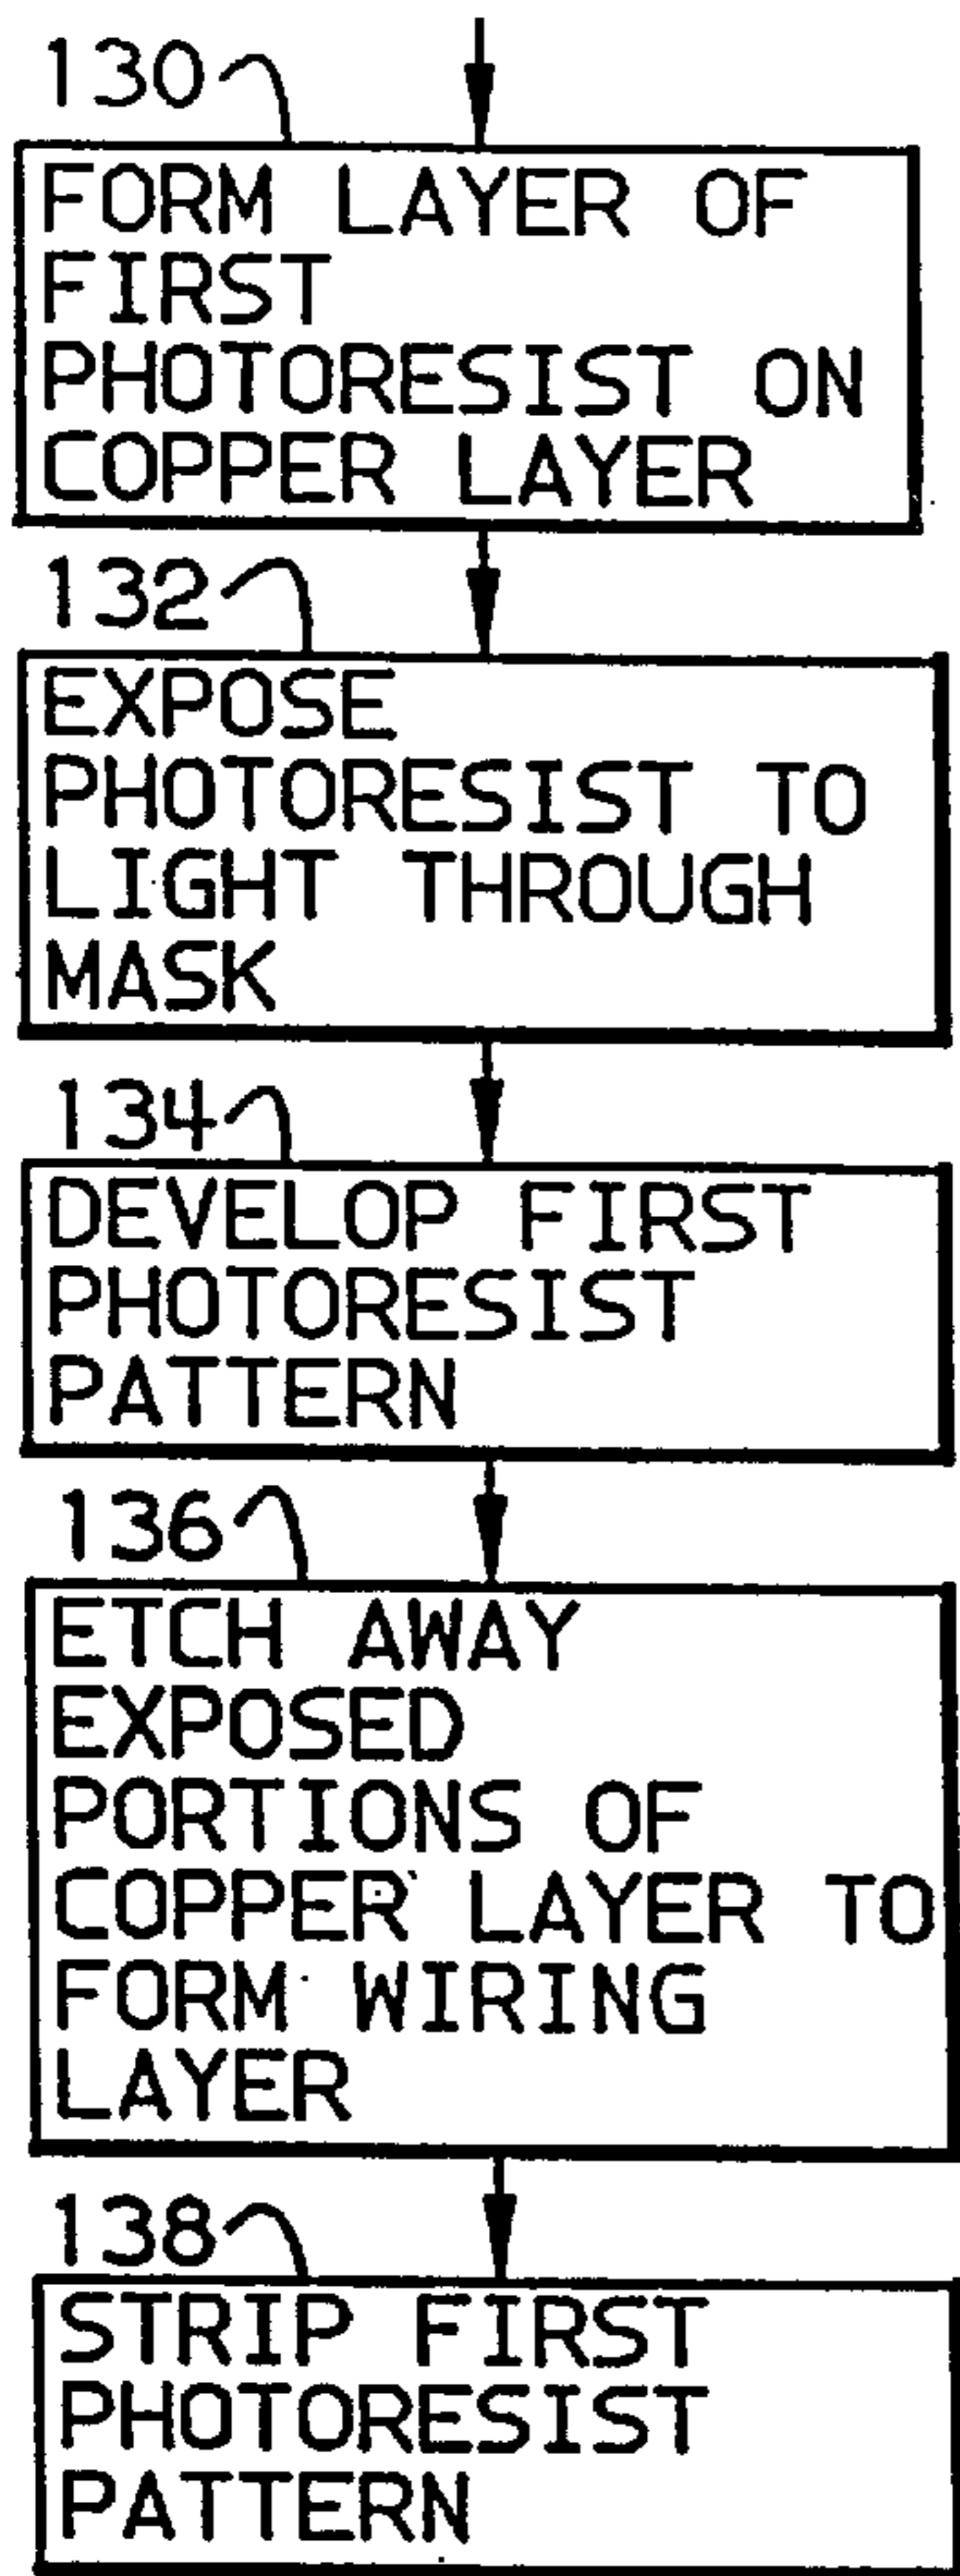 130
FORM LAYER OF
FIRST
PHOTORESIST ON
COPPER LAYER
132
EXPOSE
PHOTORESIST TO
LIGHT THROUGH
MASK
134
DEVELOP FIRST
PHOTORESIST
PATTERN
136
ETCH AWAY
EXPOSED
PORTIONS OF
COPPER LAYER TO
FORM WIRING
LAYER
138
STRIP FIRST
PHOTORESIST
PATTERN